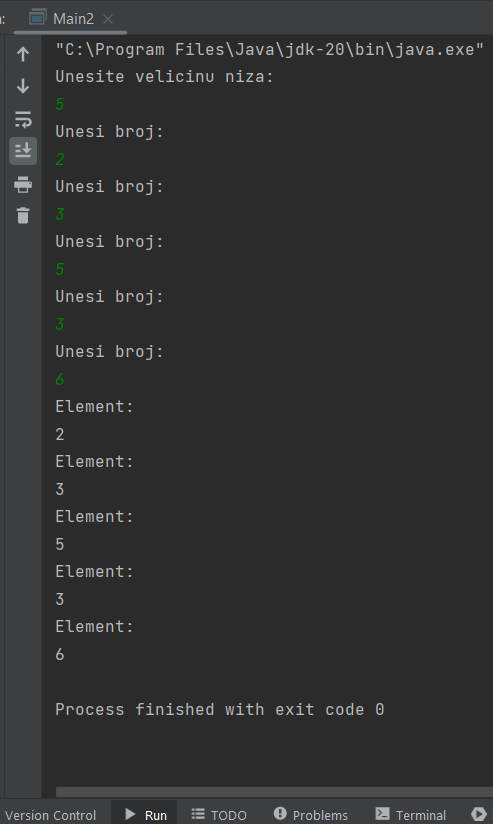 Main2
"C:\Program Files\Java\jdk-20\bin\java.exe"
Unesite velicinu niza:
5
Unesi broj:
2
Unesi broj:
3
Unesi broj:
5
Unesi broj:
3
Unesi broj:
6
Element:
2
Element:
3
Element:
5
Element:
3
Element:
6
Process finished with exit code 0
Version Control Run TODO Problems Terminal